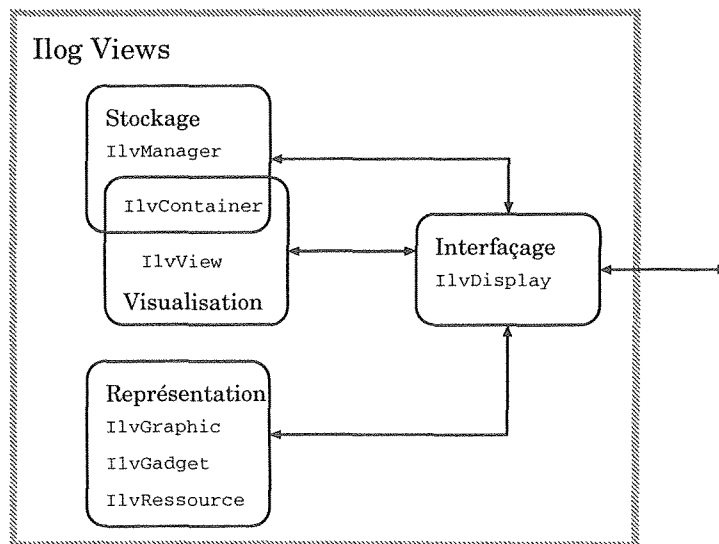 Ilog Views
Stockage
IlvManager
IlvContainer
IlvView
Visualisation
Interfaçage
IlvDisplay
Représentation
IlvGraphic
IlvGadget
IlvRessource